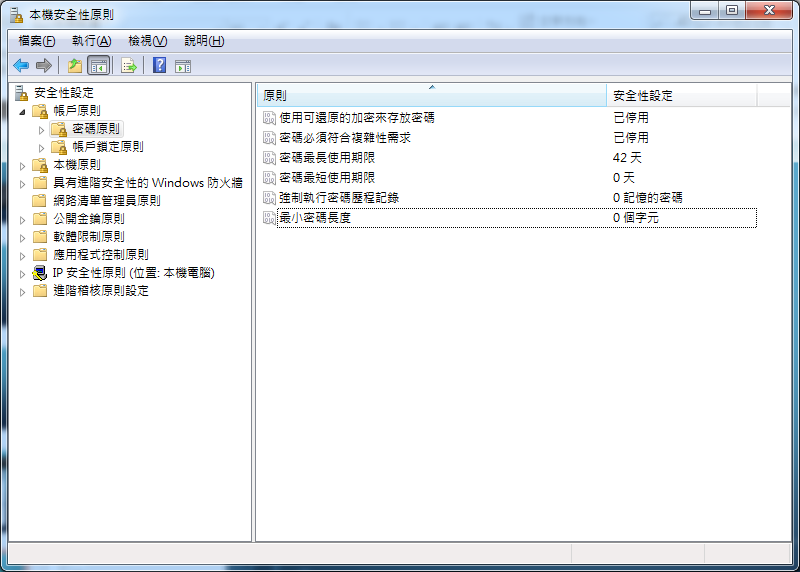 本機安全性原則
檔案(F) 執行(A) 檢視(V) 說明(H)
安全性設定
帳戶原則
密碼原則
帳戶鎖定原則
本機原則
具有進階安全性的 Windows 防火牆
網路清單管理員原則
公開金鑰原則
軟體限制原則
應用程式控制原則
IP 安全性原則 (位置: 本機電腦)
進階稽核原則設定
原則 安全性設定
使用可還原的加密來存放密碼 已停用
密碼必須符合複雜性需求 已停用
密碼最長使用期限 42 天
密碼最短使用期限 0 天
強制執行密碼歷程記錄 0 記憶的密碼
最小密碼長度 0 個字元